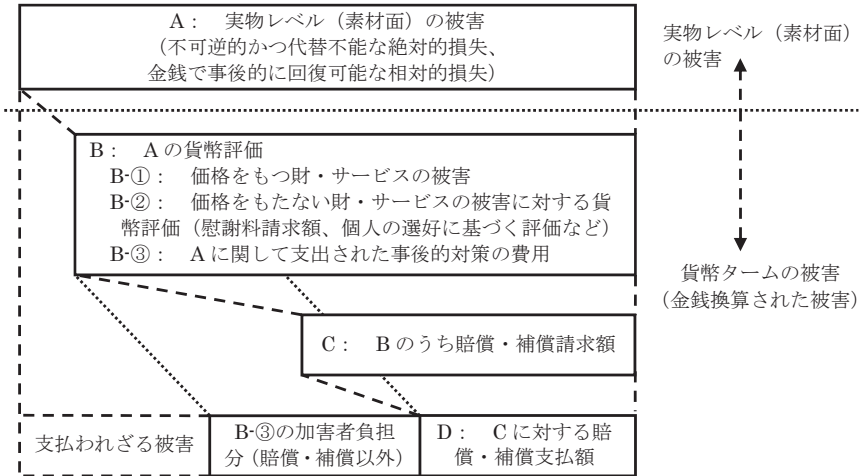 A： 実物レベル（素材面）の被害
（不可逆的かつ代替不能な絶対的損失、
金銭で事後的に回復可能な相対的損失）
実物レベル（素材面）
の被害
B： Aの貨幣評価
B-①： 価格をもつ財・サービスの被害
B-②： 価格をもたない財・サービスの被害に対する貨
幣評価（慰謝料請求額、個人の選好に基づく評価など）
B-③： Aに関して支出された事後的対策の費用
貨幣タームの被害
（金銭換算された被害）
C： Bのうち賠償・補償請求額
支払われざる被害
B-③の加害者負担
分（賠償・補償以外）
D： Cに対する賠
償・補償支払額